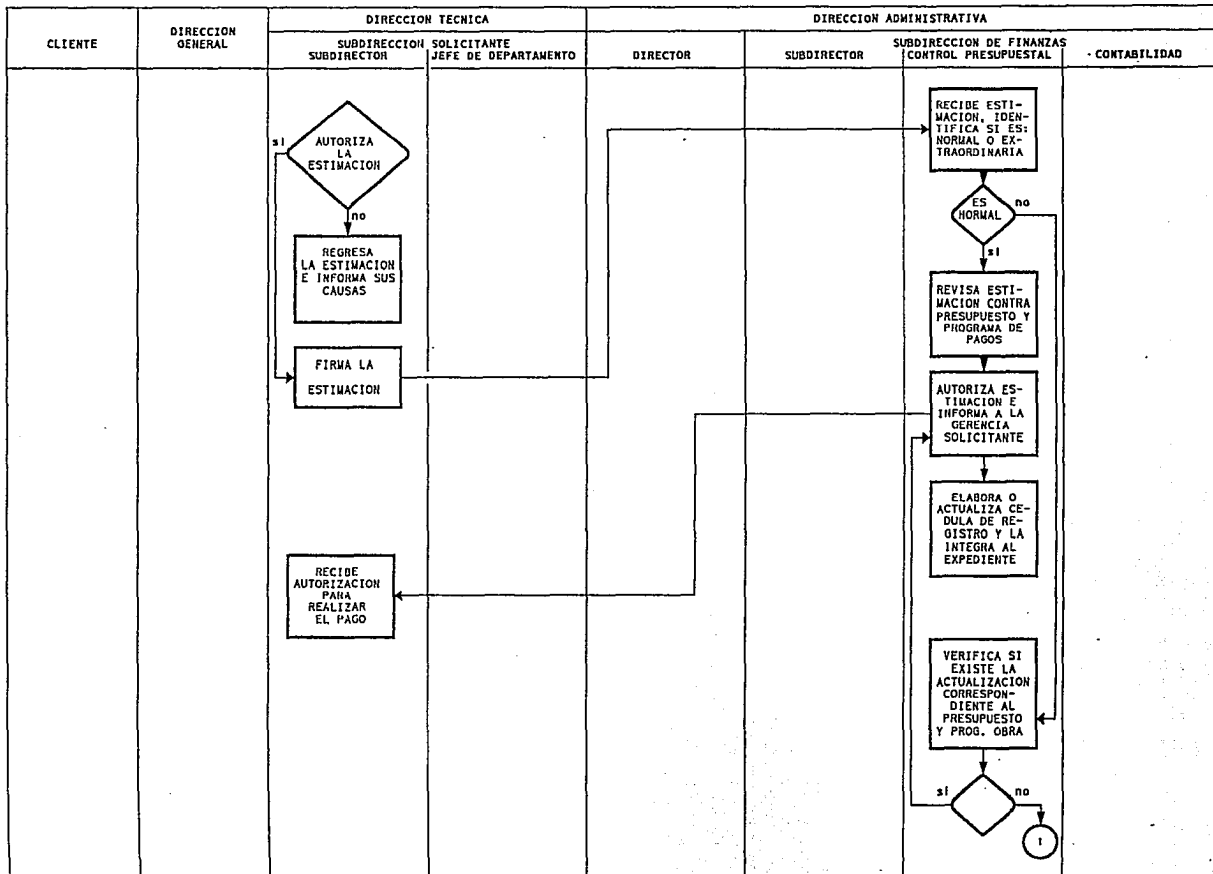 DIRECCION TECNICA
DIRECCION ADMINISTRATIVA
CLIENTE
DIRECCION
GENERAL
SUBDIRECCION SOLICITANTE
SUBDIRECTOR
JEFE DE DEPARTAMENTO
DIRECTOR
SUBDIRECTOR
SUBDIRECCION DE FINANZAS
CONTROL PRESUPUESTAL
CONTABILIDAD
si
AUTORIZA
LA
ESTIMACION
no
REGRESA
LA ESTIMACION
E INFORMA SUS
CAUSAS
FIRMA LA
ESTIMACION
RECIBE
AUTORIZACION
PARA
REALIZAR
EL PAGO
RECIBE ESTI-
MACION, IDEN-
TIFICA SI ES:
NORMAL O EX-
TRAORDINARIA
ES
NORMAL
no
si
REVISA ESTI-
MACION CONTRA
PRESUPUESTO Y
PROGRAMA DE
PAGOS
AUTORIZA ES-
TIMACION E
INFORMA A LA
GERENCIA
SOLICITANTE
ELABORA O
ACTUALIZA CE-
DULA DE RE-
GISTRO Y LA
INTEGRA AL
EXPEDIENTE
VERIFICA SI
EXISTE LA
ACTUALIZACION
CORRESPON-
DIENTE AL
PRESUPUESTO
Y PROG. OBRA
si
no
1